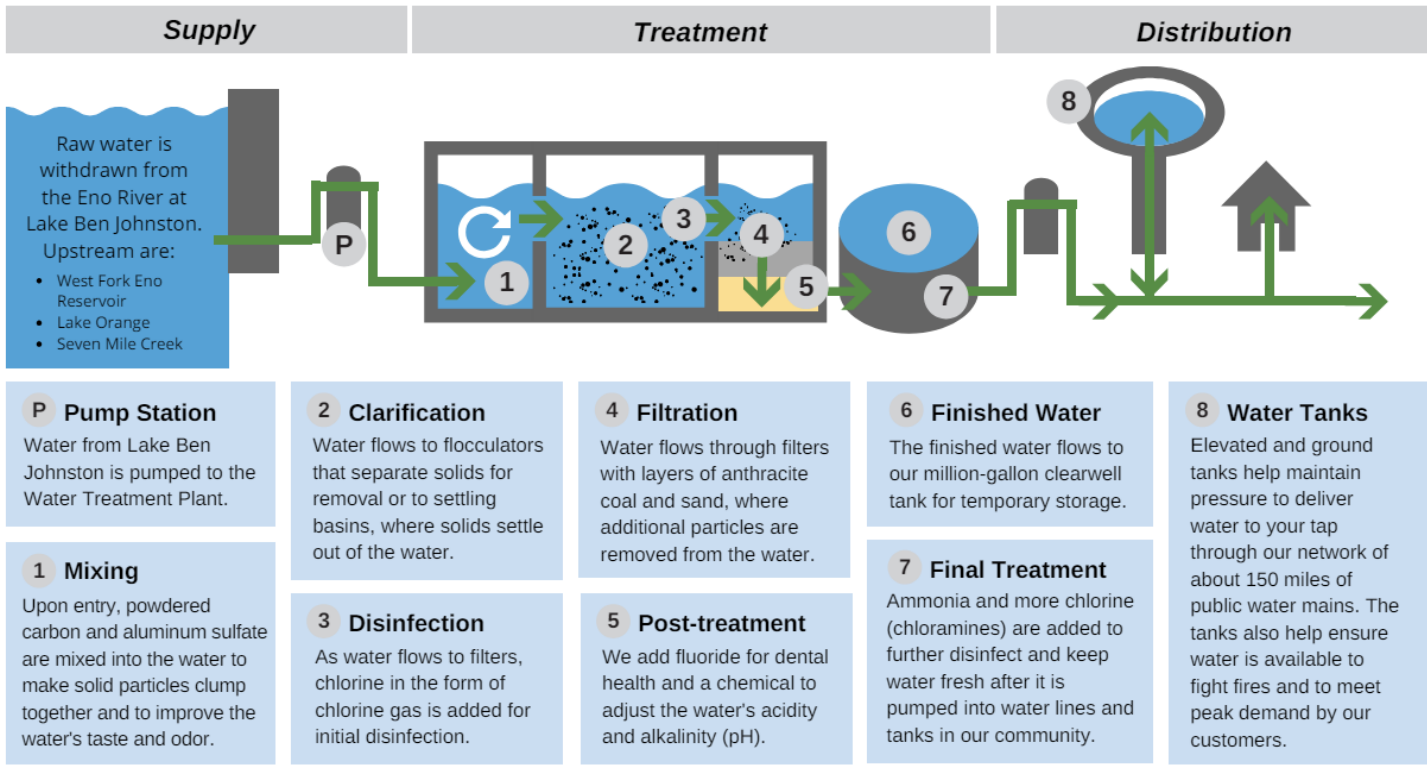 Supply
Treatment
Distribution
Raw water is
withdrawn from
the Eno River at
Lake Ben Johnston.
Upstream are:
• West Fork Eno
Reservoir
• Lake Orange
• Seven Mile Creek
P
1
2
3
4
5
6
7
8
P Pump Station
Water from Lake Ben
Johnston is pumped to the
Water Treatment Plant.
1 Mixing
Upon entry, powdered
carbon and aluminum sulfate
are mixed into the water to
make solid particles clump
together and to improve the
water's taste and odor.
2 Clarification
Water flows to flocculators
that separate solids for
removal or to settling
basins, where solids settle
out of the water.
3 Disinfection
As water flows to filters,
chlorine in the form of
chlorine gas is added for
initial disinfection.
4 Filtration
Water flows through filters
with layers of anthracite
coal and sand, where
additional particles are
removed from the water.
5 Post-treatment
We add fluoride for dental
health and a chemical to
adjust the water's acidity
and alkalinity (pH).
6 Finished Water
The finished water flows to
our million-gallon clearwell
tank for temporary storage.
7 Final Treatment
Ammonia and more chlorine
(chloramines) are added to
further disinfect and keep
water fresh after it is
pumped into water lines and
tanks in our community.
8 Water Tanks
Elevated and ground
tanks help maintain
pressure to deliver
water to your tap
through our network of
about 150 miles of
public water mains. The
tanks also help ensure
water is available to
fight fires and to meet
peak demand by our
customers.